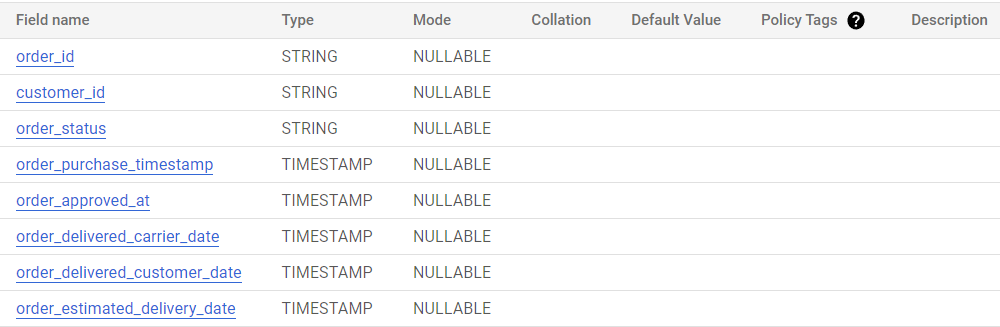 Field name Type Mode Collation Default Value Policy Tags ? Description
order_id STRING NULLABLE
customer_id STRING NULLABLE
order_status STRING NULLABLE
order_purchase_timestamp TIMESTAMP NULLABLE
order_approved_at TIMESTAMP NULLABLE
order_delivered_carrier_date TIMESTAMP NULLABLE
order_delivered_customer_date TIMESTAMP NULLABLE
order_estimated_delivery_date TIMESTAMP NULLABLE